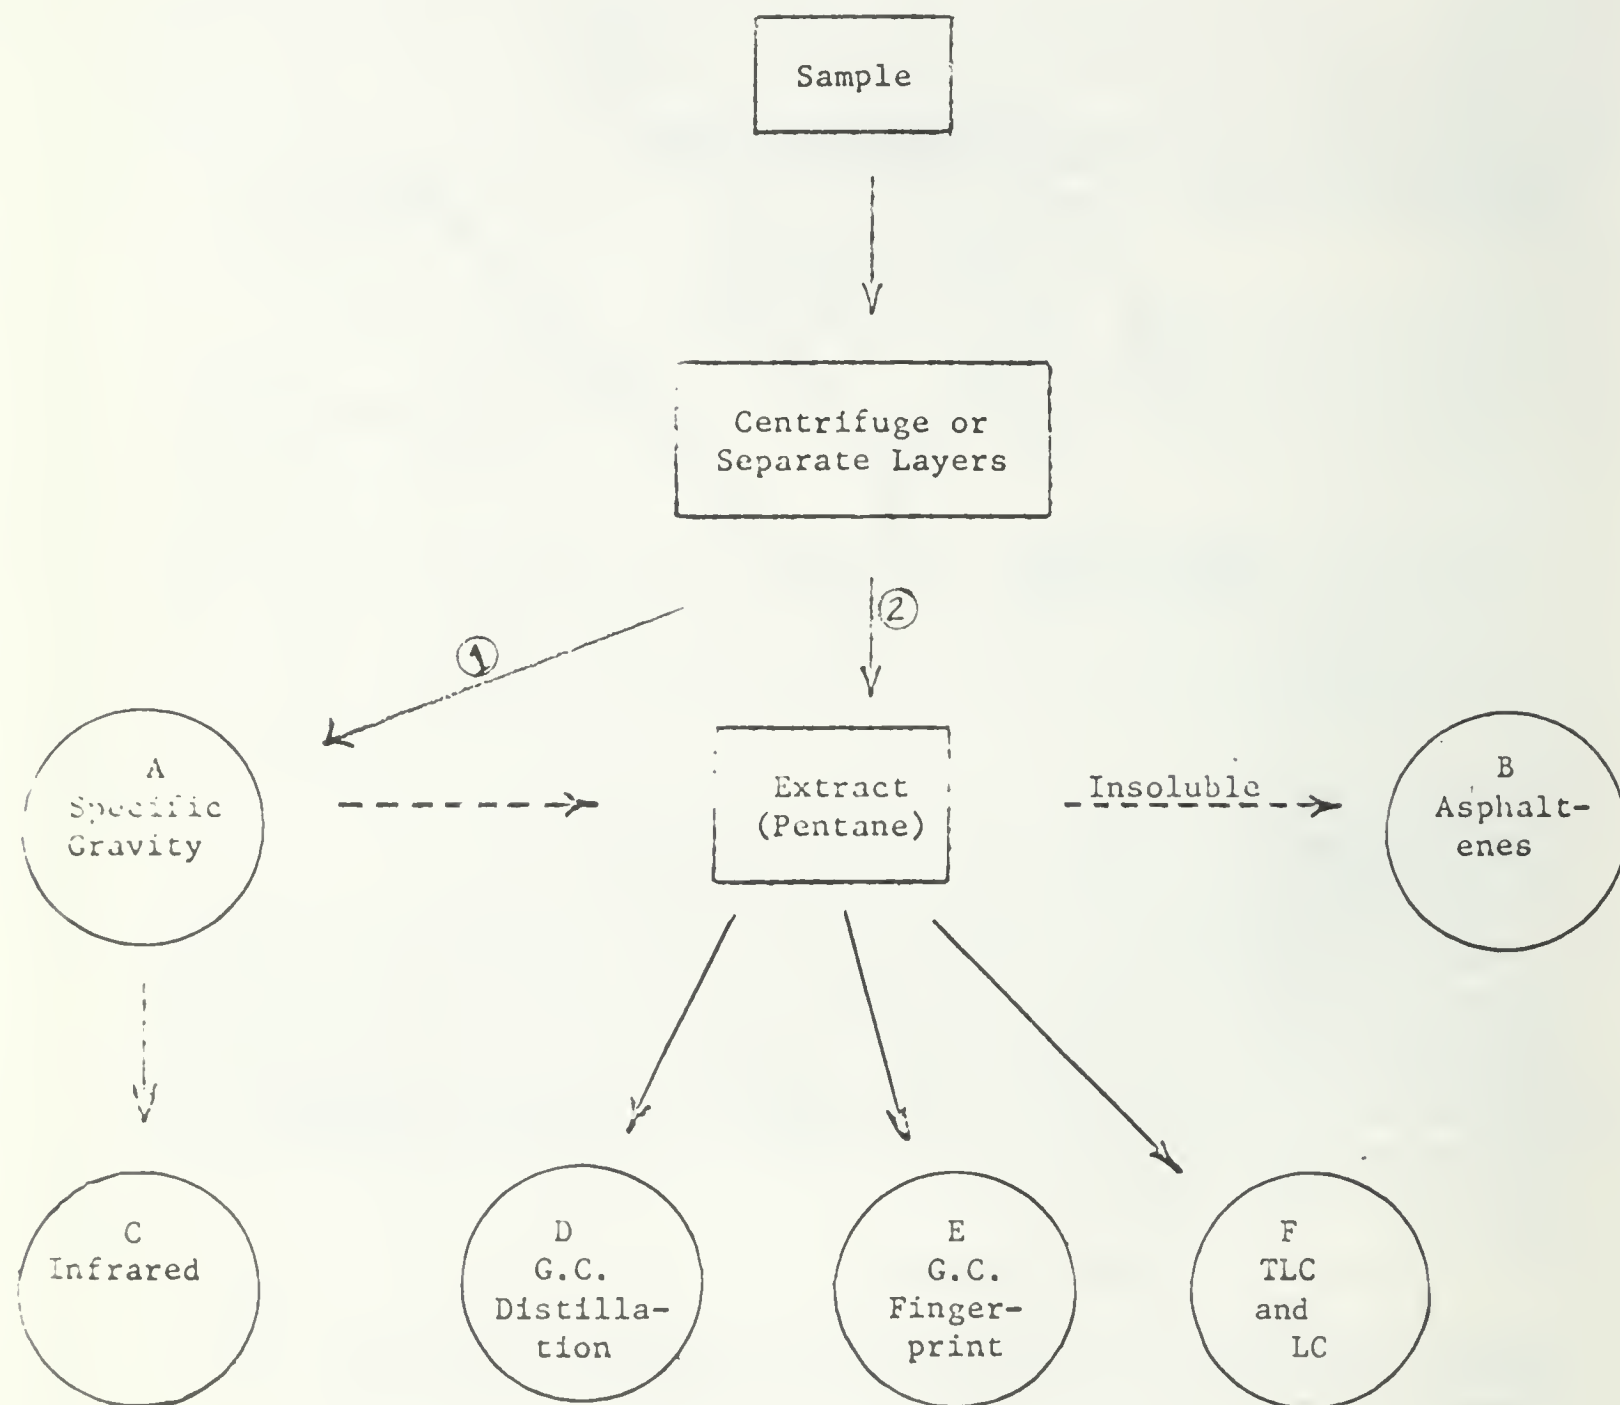 Sample
Centrifuge or
Separate Layers
①
②
A
Specific
Gravity
Extract
(Pentane)
Insoluble
B
Asphalt-
enes
C
Infrared
D
G.C.
Distilla-
tion
E
G.C.
Finger-
print
F
TLC
and
LC